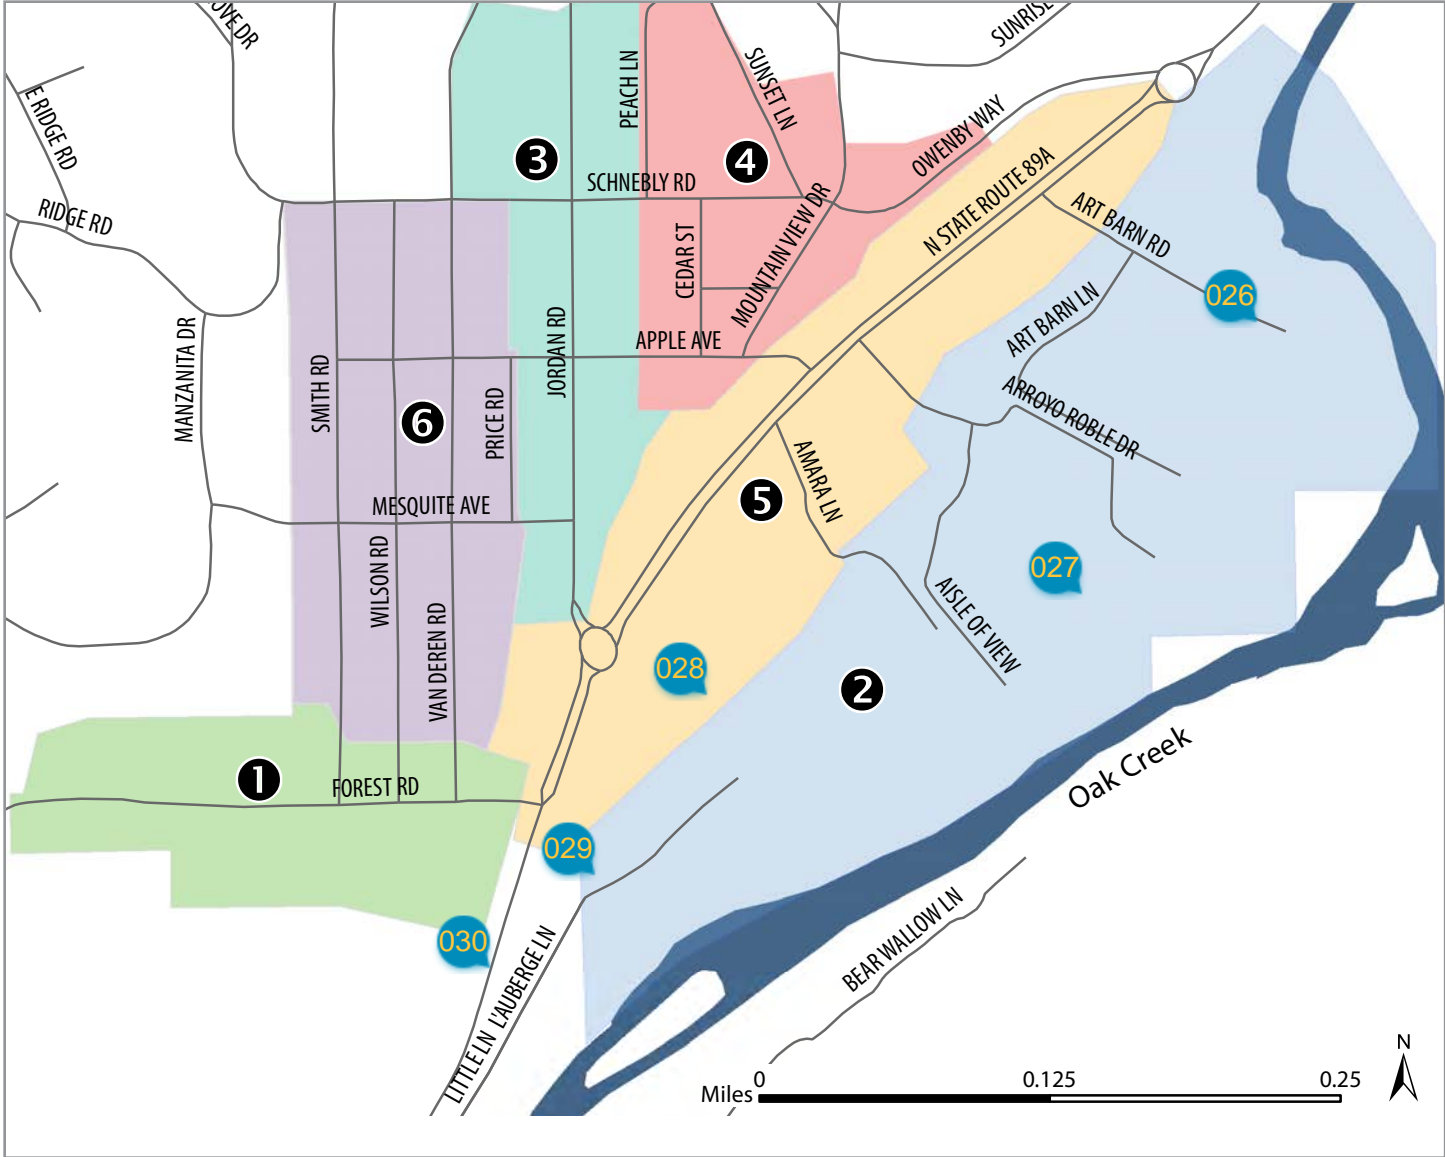 OVE DR
SUNRISE
E RIDGE RD
PEACH LN
SUNSET LN
OWENBY WAY
3
4
SCHNEBLY RD
N STATE ROUTE 89A
RIDGE RD
ART BARN RD
CEDAR ST
MOUNTAIN VIEW DR
026
ART BARN LN
MANZANITA DR
SMITH RD
JORDAN RD
APPLE AVE
6
PRICE RD
ARROYO ROBLE DR
AMARA LN
5
MESQUITE AVE
WILSON RD
027
VAN DEREN RD
AISLE OF VIEW
028
2
1
FOREST RD
Oak Creek
029
030
BEAR WALLOW LN
L'AUBERGE LN
LITTLE LN
N
0
0.125
0.25
Miles